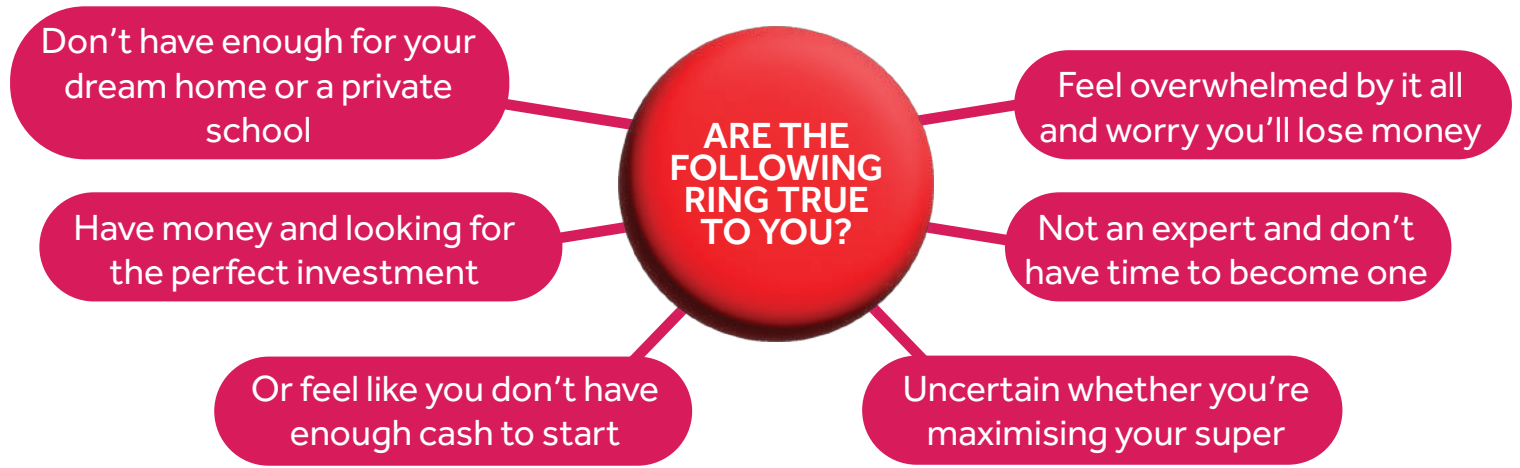 Don’t have enough for your
dream home or a private
school
Have money and looking for
the perfect investment
Or feel like you don’t have
enough cash to start
ARE THE
FOLLOWING
RING TRUE
TO YOU?
Feel overwhelmed by it all
and worry you’ll lose money
Not an expert and don’t
have time to become one
Uncertain whether you’re
maximising your super